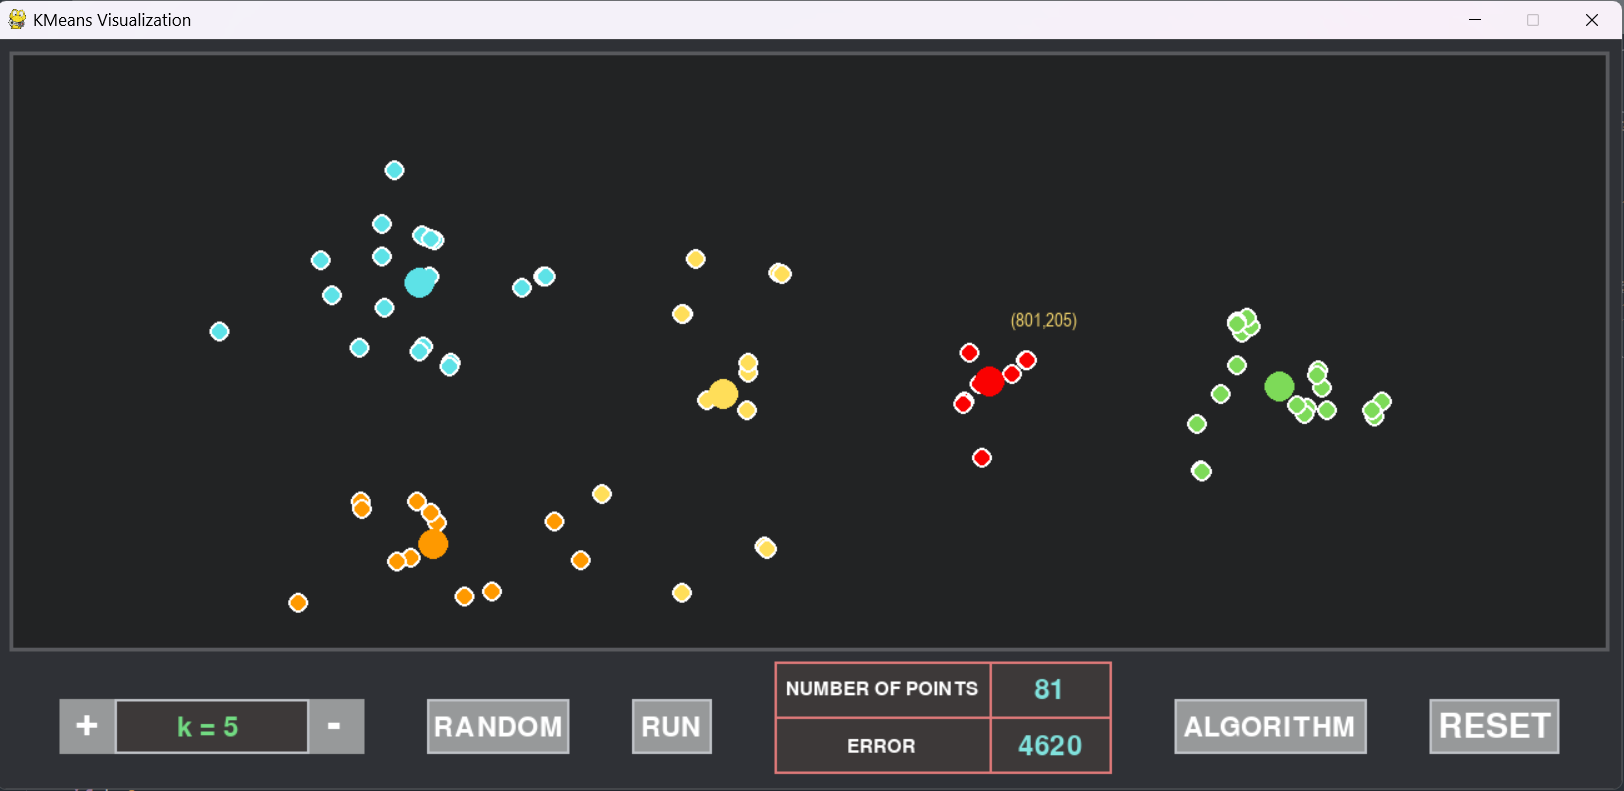 KMeans Visualization
(801,205)
+
k = 5
-
RANDOM
RUN
NUMBER OF POINTS
81
ERROR
4620
ALGORITHM
RESET